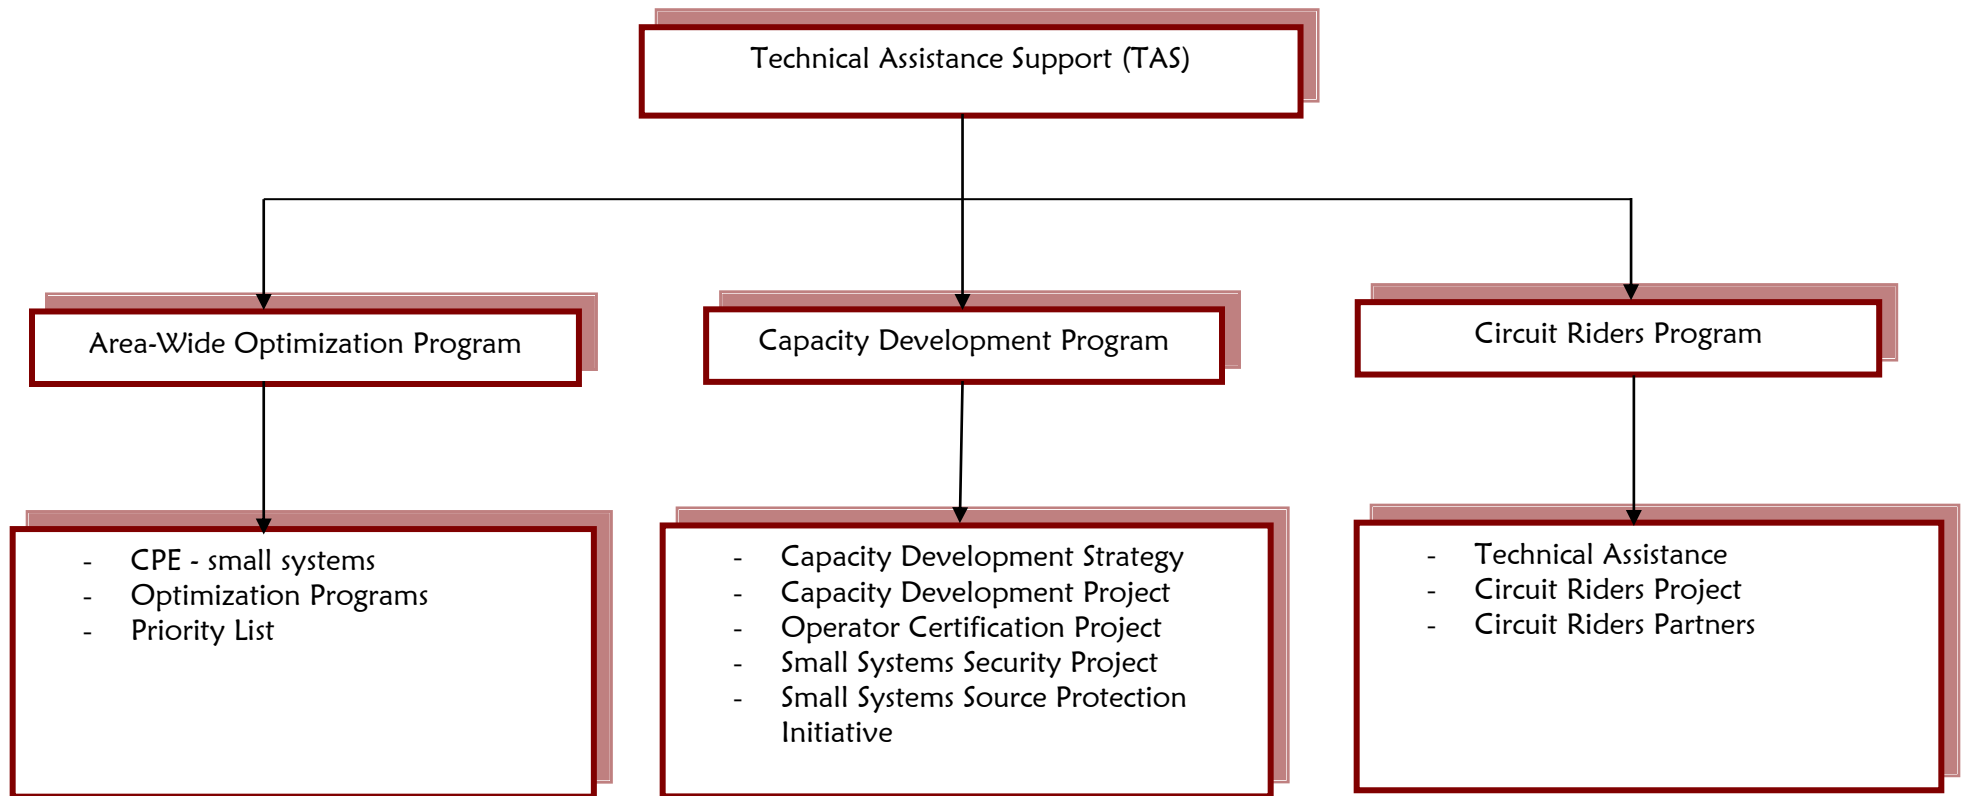 Technical Assistance Support (TAS)
Area-Wide Optimization Program
Capacity Development Program
Circuit Riders Program
- CPE - small systems
- Optimization Programs
- Priority List
- Capacity Development Strategy
- Capacity Development Project
- Operator Certification Project
- Small Systems Security Project
- Small Systems Source Protection
Initiative
- Technical Assistance
- Circuit Riders Project
- Circuit Riders Partners